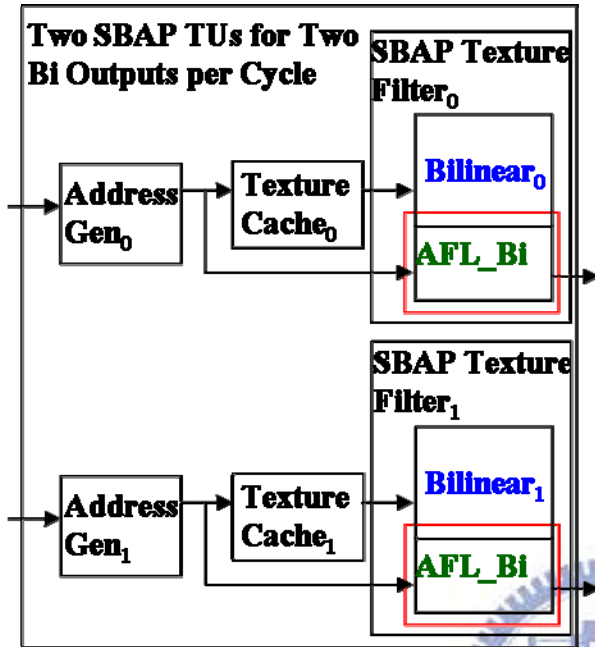 Two SBAP TUs for Two
Bi Outputs per Cycle
SBAP Texture
Filter₀
Bilinear₀
Address
Gen₀
Texture
Cache₀
AFL_Bi
SBAP Texture
Filter₁
Bilinear₁
Address
Gen₁
Texture
Cache₁
AFL_Bi